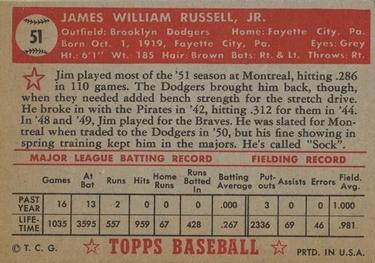 51
JAMES WILLIAM RUSSELL, JR.
Outfield: Brooklyn Dodgers Home: Fayette City, Pa.
Born Oct. 1, 1919, Fayette City, Pa. Eyes: Grey
Ht.: 6'1" Wt.: 185 Hair: Brown Bats: Rt. & Lt. Throws: Rt.
Jim played most of the '51 season at Montreal, hitting .286
in 110 games. The Dodgers brought him back, though,
when they needed added bench strength for the stretch drive.
He broke in with the Pirates in '42, hitting .312 for them in '44.
In '48 and '49, Jim played for the Braves. He was slated for Mon-
treal when traded to the Dodgers in '50, but his fine showing in
spring training kept him in the majors. He's called "Sock".
MAJOR LEAGUE BATTING RECORD FIELDING RECORD
Games At Bat Runs Hits Home Runs Runs Batted In Batting Average Put-outs Assists Errors Field. Avg.
PAST YEAR 16 13 2 0 0 0 .000 3 0 0 1.000
LIFE-TIME 1035 3595 557 959 67 428 .267 2336 69 46 .981
© T. C. G. TOPPS BASEBALL PRTD. IN U.S.A.